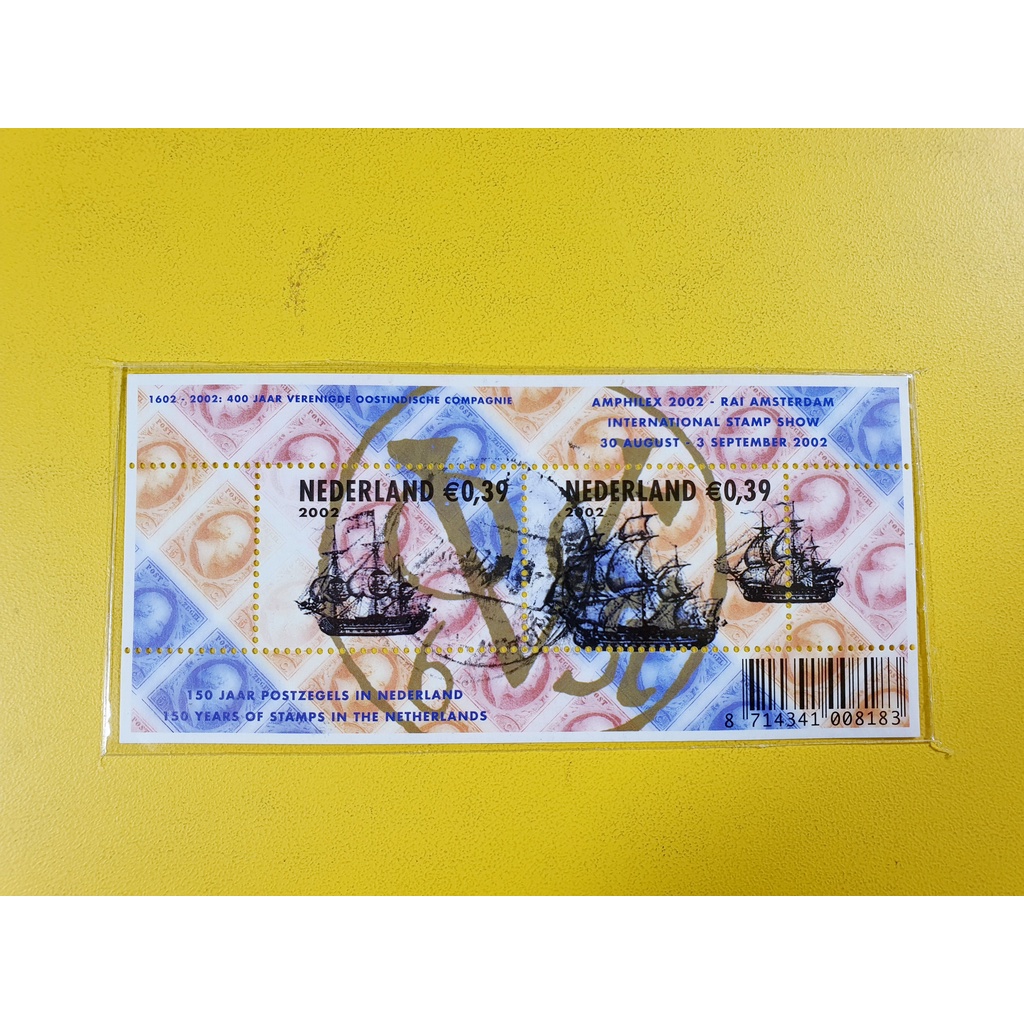 1602 - 2002: 400 JAAR VERENIGDE OOSTINDISCHE COMPAGNIE
AMPHILEX 2002 - RAI AMSTERDAM
INTERNATIONAL STAMP SHOW
30 AUGUST - 3 SEPTEMBER 2002
NEDERLAND €0,39
2002
NEDERLAND €0,39
2002
150 JAAR POSTZEGELS IN NEDERLAND
150 YEARS OF STAMPS IN THE NETHERLANDS
8 714341 008183